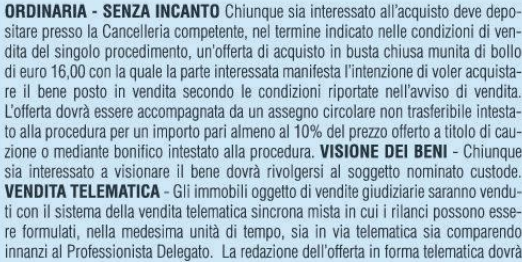 ORDINARIA - SENZA INCANTO Chiunque sia interessato all'acquisto deve depo-
sitare presso la Cancelleria competente, nel termine indicato nelle condizioni di ven-
dita del singolo procedimento, un'offerta di acquisto in busta chiusa munita di bollo
di euro 16,00 con la quale la parte interessata manifesta l'intenzione di voler acquista-
re il bene posto in vendita secondo le condizioni riportate nell'avviso di vendita.
L'offerta dovrà essere accompagnata da un assegno circolare non trasferibile intesta-
to alla procedura per un importo pari almeno al 10% del prezzo offerto a titolo di cau-
zione o mediante bonifico intestato alla procedura. VISIONE DEI BENI - Chiunque
sia interessato a visionare il bene dovrà rivolgersi al soggetto nominato custode.
VENDITA TELEMATICA - Gli immobili oggetto di vendite giudiziarie saranno vendu-
ti con il sistema della vendita telematica sincrona mista in cui i rilanci possono esse-
re formulati, nella medesima unità di tempo, sia in via telematica sia comparendo
innanzi al Professionista Delegato. La redazione dell'offerta in forma telematica dovrà